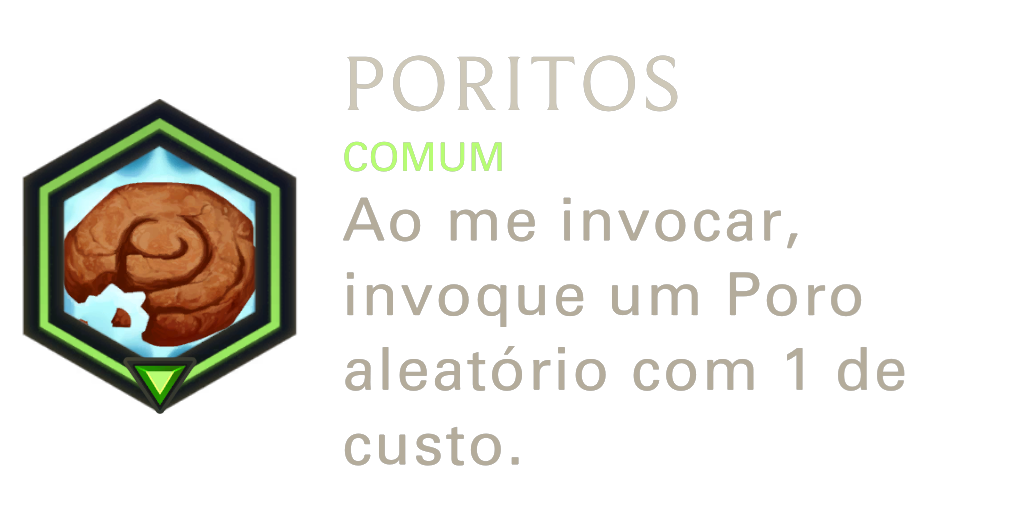 PORITOS
COMUM
Ao me invocar,
invoque um Poro
aleatório com 1 de
custo.